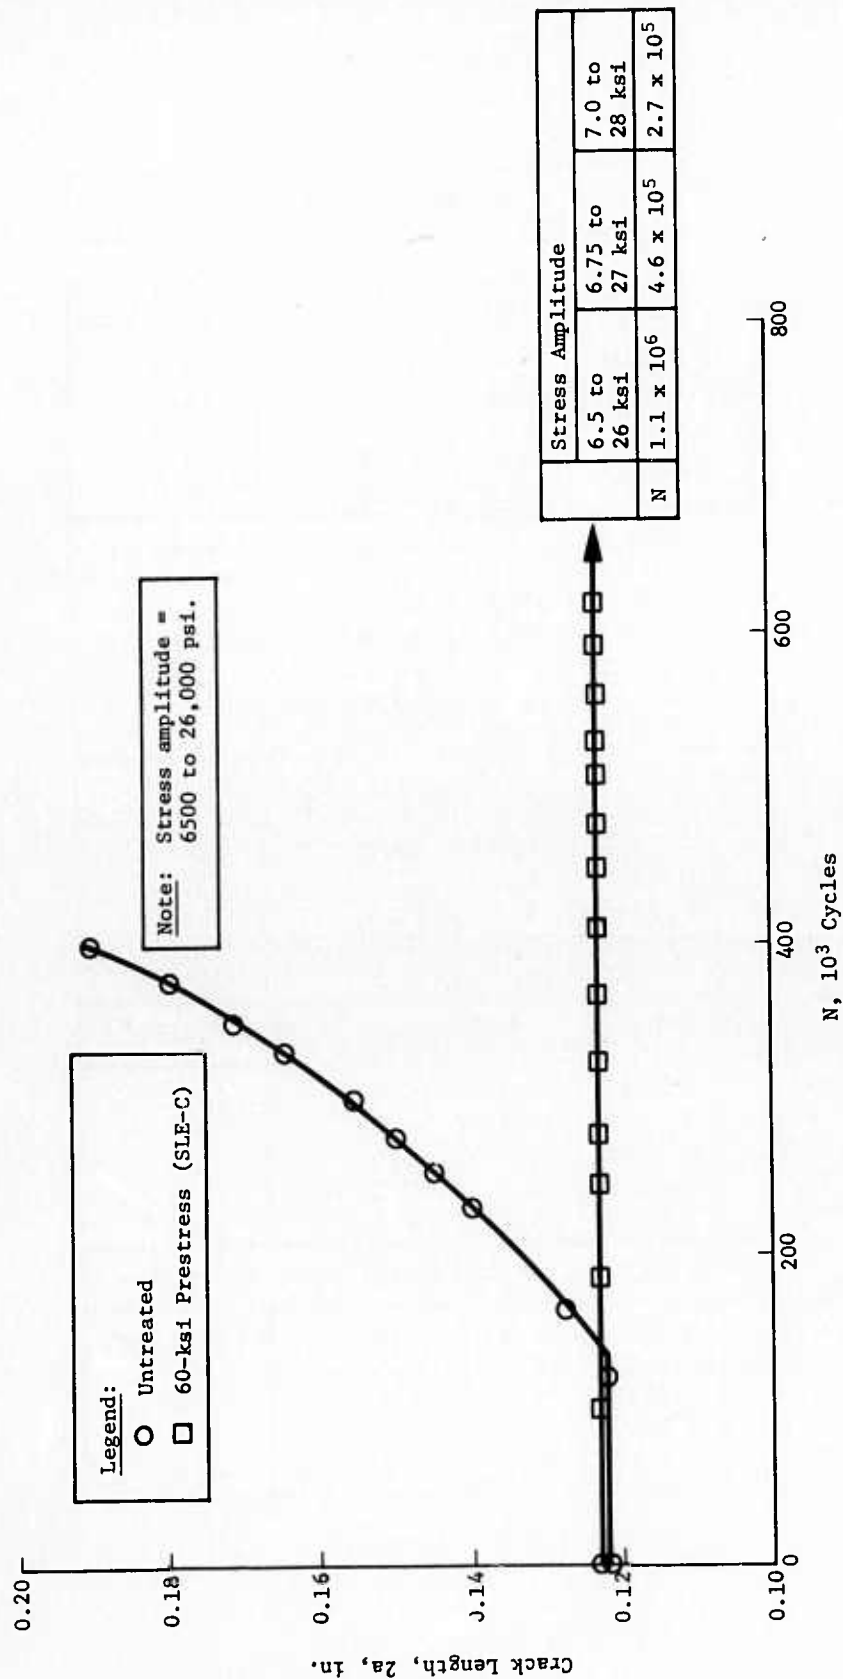 Legend:
Untreated
60-ksi Prestress (SLE-C)
Note: Stress amplitude =
6500 to 26,000 psi.
Crack Length, 2a, in.
0.20
0.18
0.16
0.14
0.12
0.10
0
200
400
600
800
N, 10³ Cycles
Stress Amplitude
6.5 to
26 ksi
6.75 to
27 ksi
7.0 to
28 ksi
N
1.1 x 10⁶
4.6 x 10⁵
2.7 x 10⁵